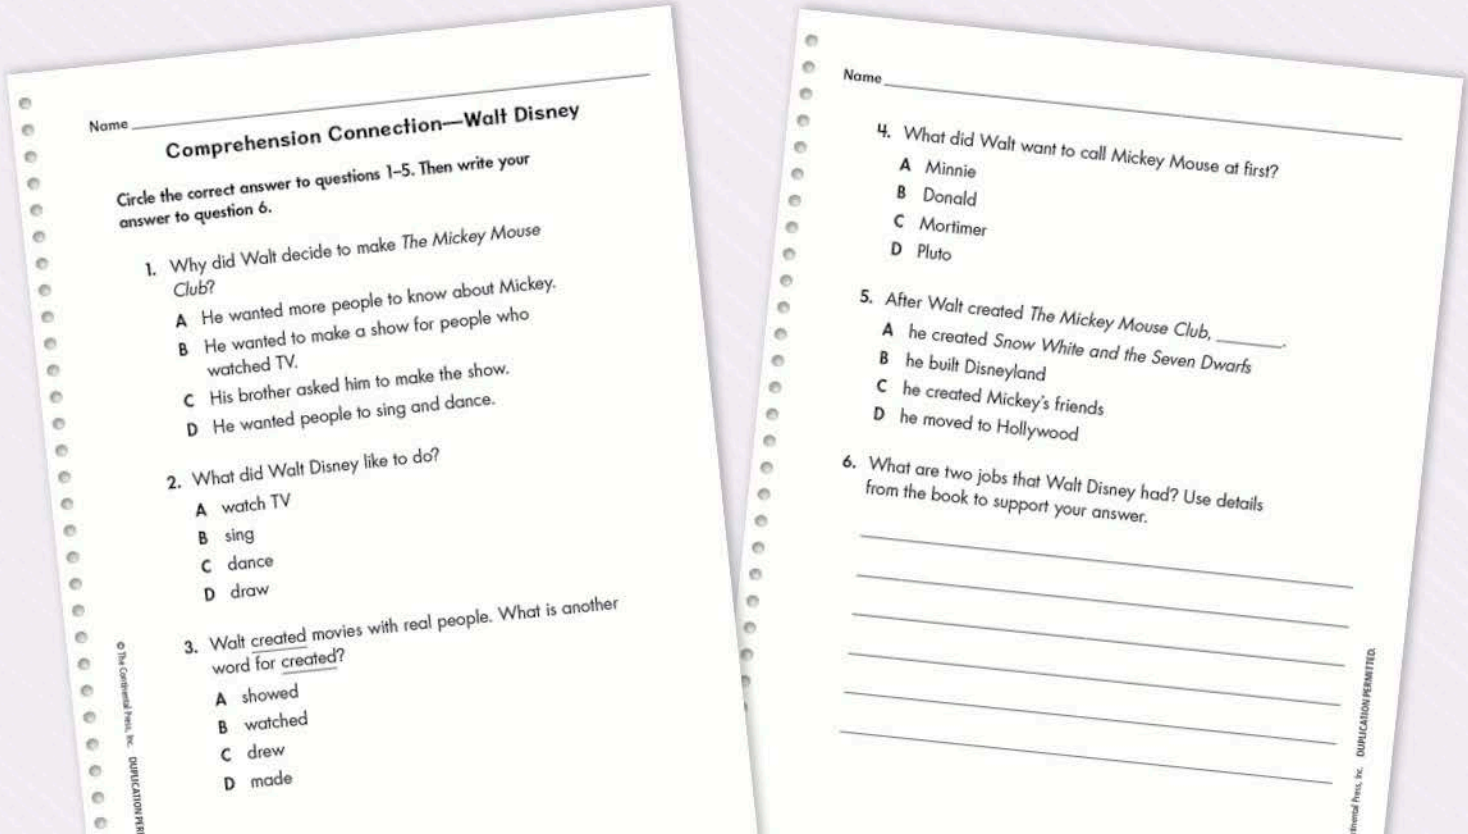 Name
Comprehension Connection—Walt Disney
Circle the correct answer to questions 1–5. Then write your
answer to question 6.
1. Why did Walt decide to make The Mickey Mouse
Club?
A He wanted more people to know about Mickey.
B He wanted to make a show for people who
watched TV.
C His brother asked him to make the show.
D He wanted people to sing and dance.
2. What did Walt Disney like to do?
A watch TV
B sing
C dance
D draw
3. Walt created movies with real people. What is another
word for created?
A showed
B watched
C drew
D made
© The Continental Press, Inc. DUPLICATION
Name
4. What did Walt want to call Mickey Mouse at first?
A Minnie
B Donald
C Mortimer
D Pluto
5. After Walt created The Mickey Mouse Club, ______.
A he created Snow White and the Seven Dwarfs
B he built Disneyland
C he created Mickey's friends
D he moved to Hollywood
6. What are two jobs that Walt Disney had? Use details
from the book to support your answer.
Press, Inc. DUPLICATION PERMITTED.